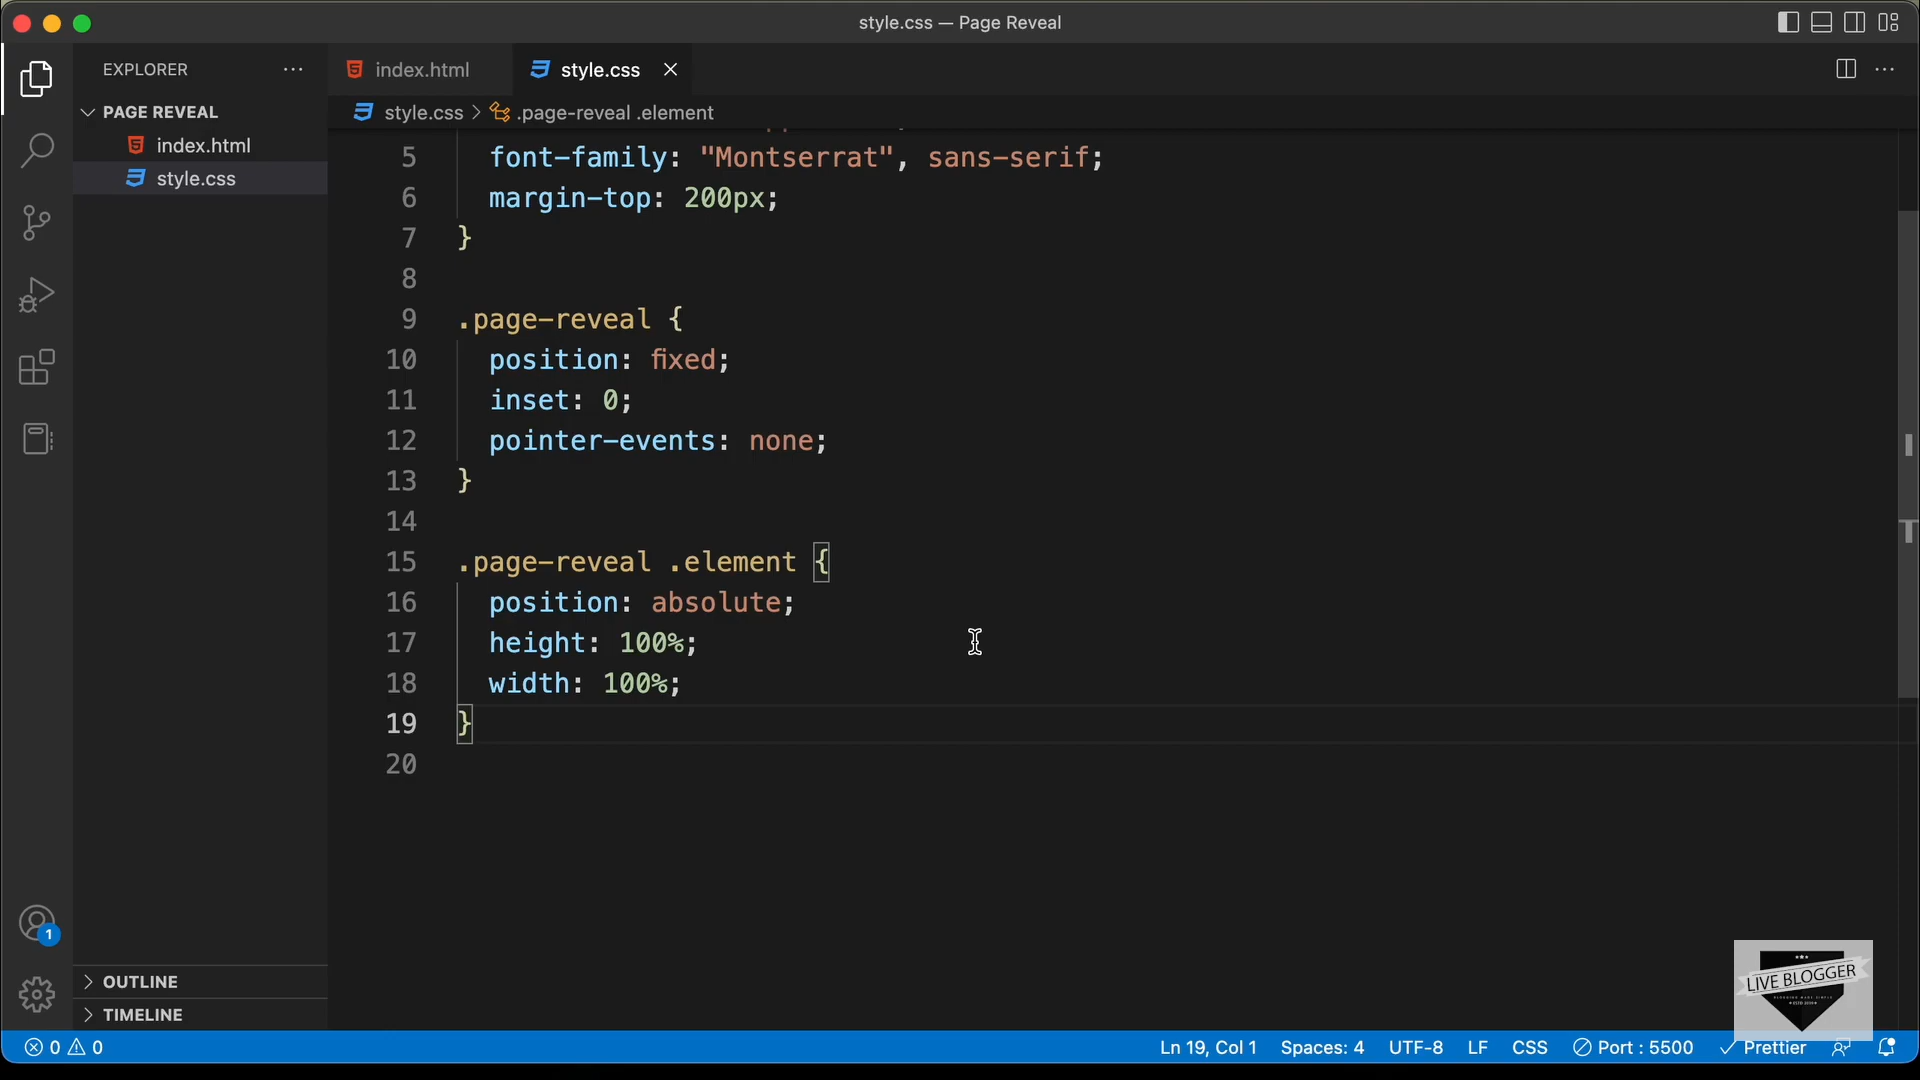 style.css — Page Reveal
EXPLORER
index.html
style.css
PAGE REVEAL
style.css > .page-reveal .element
index.html
style.css
5 font-family: "Montserrat", sans-serif;
6 margin-top: 200px;
7 }
8
9 .page-reveal {
10 position: fixed;
11 inset: 0;
12 pointer-events: none;
13 }
14
15 .page-reveal .element {
16 position: absolute;
17 height: 100%;
18 width: 100%;
19 }
20
1
OUTLINE
TIMELINE
LIVE BLOGGER
0 0
Ln 19, Col 1
Spaces: 4
UTF-8
LF
CSS
Port : 5500
Prettier